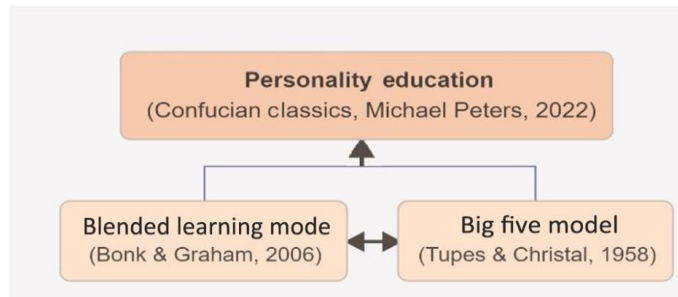 Personality education
(Confucian classics, Michael Peters, 2022)
Blended learning mode
(Bonk & Graham, 2006)
Big five model
(Tupes & Christal, 1958)